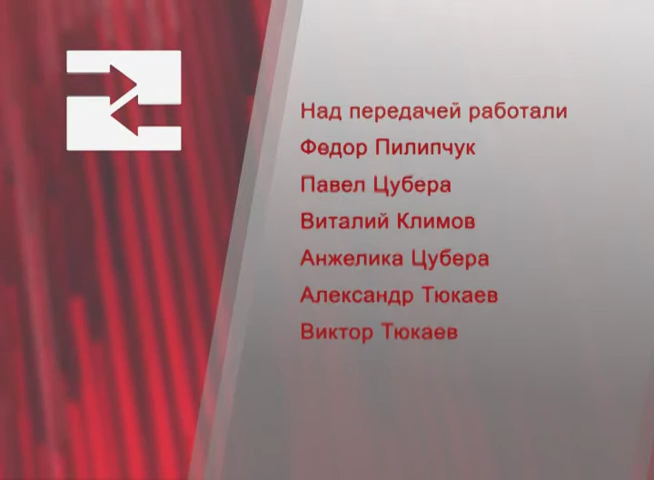 Над передачей работали
Федор Пилипчук
Павел Цубера
Виталий Климов
Анжелика Цубера
Александр Тюкаев
Виктор Тюкаев